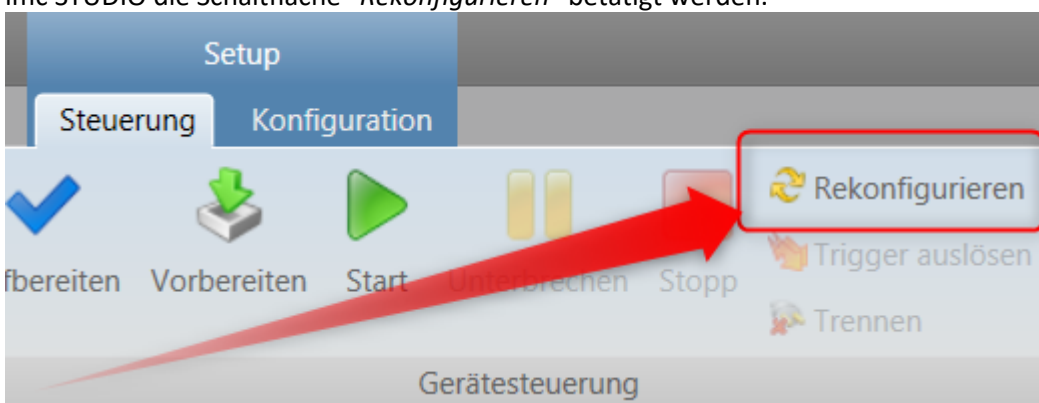 imc STUDIO die Schaltfläche "Rekonfigurieren" betätigt werden.
Setup
Steuerung Konfiguration
fbereiten Vorbereiten Start Unterbrechen Stopp
Rekonfigurieren
Trigger auslösen
Trennen
Gerätesteuerung